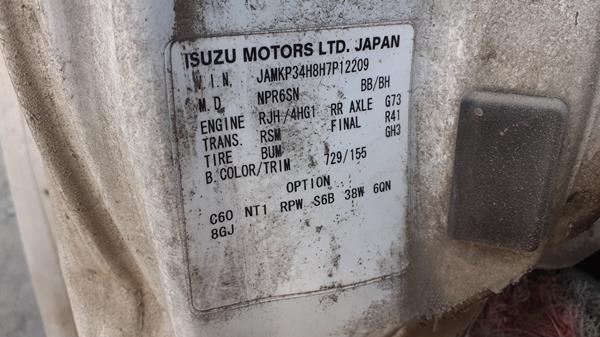 ISUZU MOTORS LTD. JAPAN
V. I. N. JAMKP34H8H7P12209
M. D. NPR6SN BB/BH
ENGINE RJH /4HG1 RR AXLE G73
TRANS. RSM FINAL R41
TIRE BUM GH3
B. COLOR/TRIM 729/155
OPTION
C60 NT1 RPW S6B 38W 6QN
8GJ